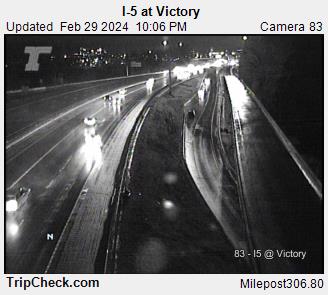 I-5 at Victory
Updated Feb 29 2024 10:06 PM Camera 83
T
N
83 - I5 @ Victory
TripCheck.com Milepost306.80